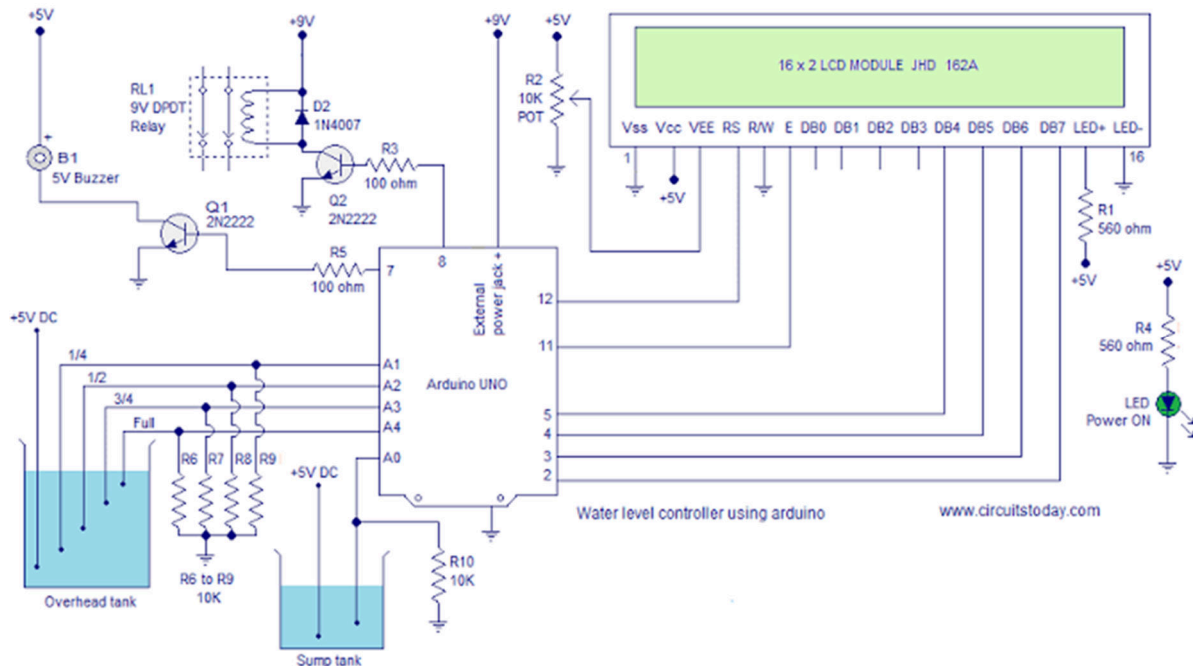 +5V
+9V
+9V
+5V
16 x 2 LCD MODULE JHD 162A
RL1
9V DPDT
Relay
D2
1N4007
R2
10K
POT
Vss Vcc VEE RS R/W E DB0 DB1 DB2 DB3 DB4 DB5 DB6 DB7 LED+ LED-
1
16
+5V
B1
5V Buzzer
R3
100 ohm
Q2
2N2222
Q1
2N2222
R1
560 ohm
+5V
R5
100 ohm
7
8
External
power jack +
12
11
5
4
3
2
Arduino UNO
A1
A2
A3
A4
A0
+5V
R4
560 ohm
LED
Power ON
+5V DC
1/4
1/2
3/4
Full
R6 R7 R8 R9
+5V DC
R6 to R9
10K
R10
10K
Overhead tank
Sump tank
Water level controller using arduino
www.circuitstoday.com